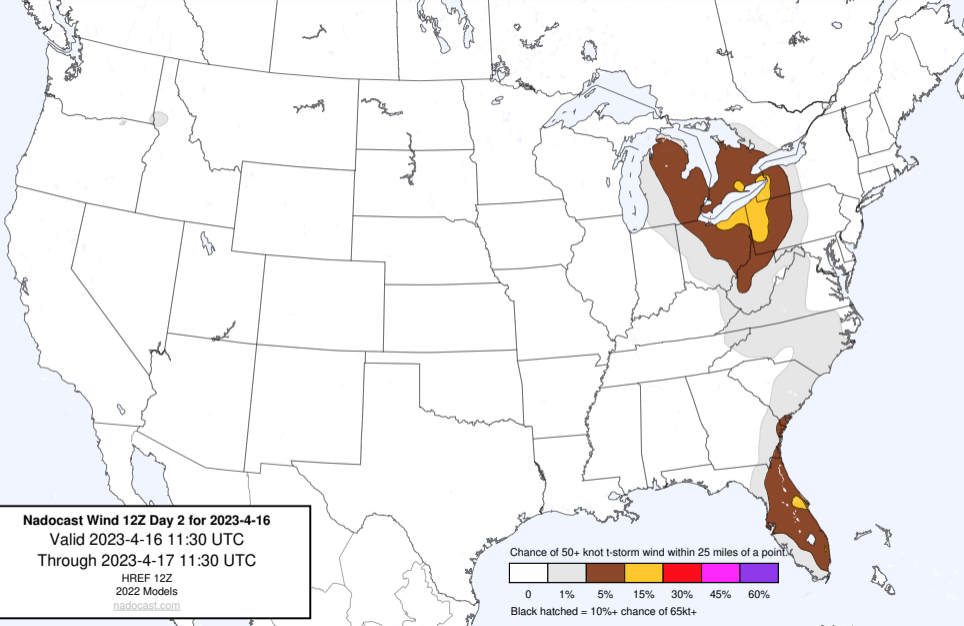 Nadocast Wind 12Z Day 2 for 2023-4-16
Valid 2023-4-16 11:30 UTC
Through 2023-4-17 11:30 UTC
HREF 12Z
2022 Models
nadocast.com
Chance of 50+ knot t-storm wind within 25 miles of a point.
0 1% 5% 15% 30% 45% 60%
Black hatched = 10%+ chance of 65kt+